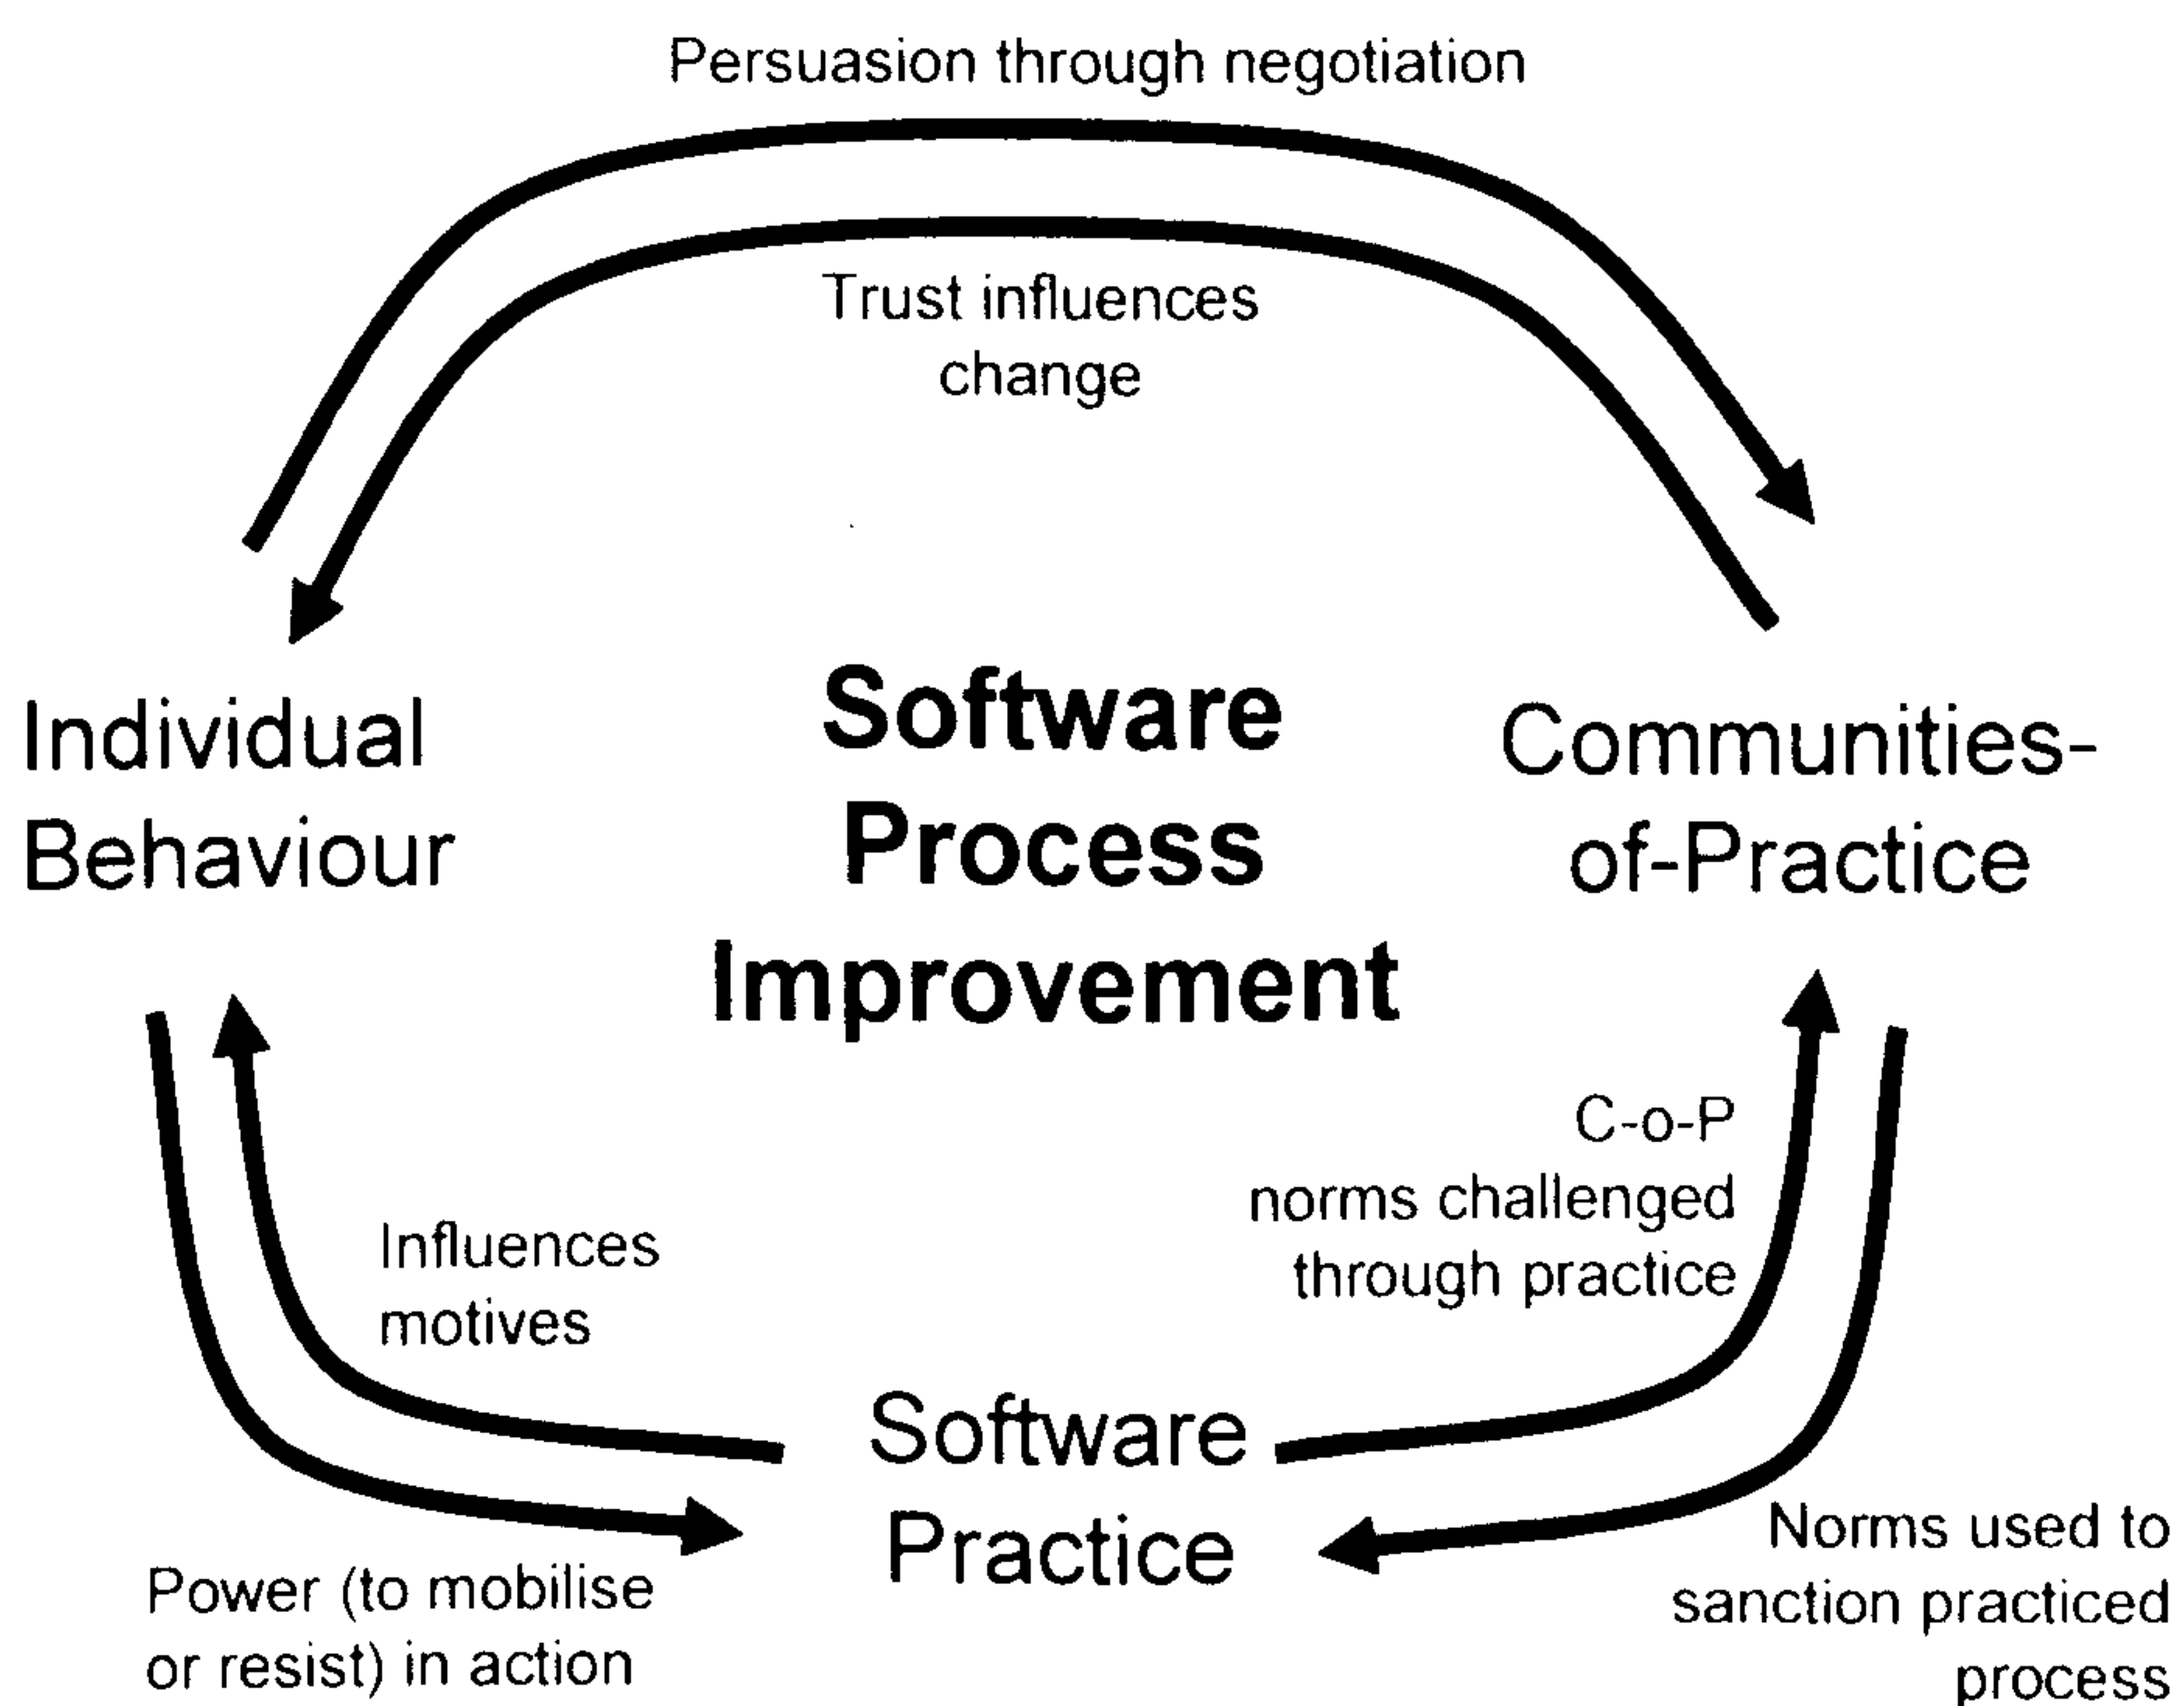 Persuasion through negotiation
Trust influences
change
Individual
Behaviour
Software
Process
Improvement
Communities-
of-Practice
Influences
motives
C-o-P
norms challenged
through practice
Software
Practice
Power (to mobilise
or resist) in action
Norms used to
sanction practiced
process